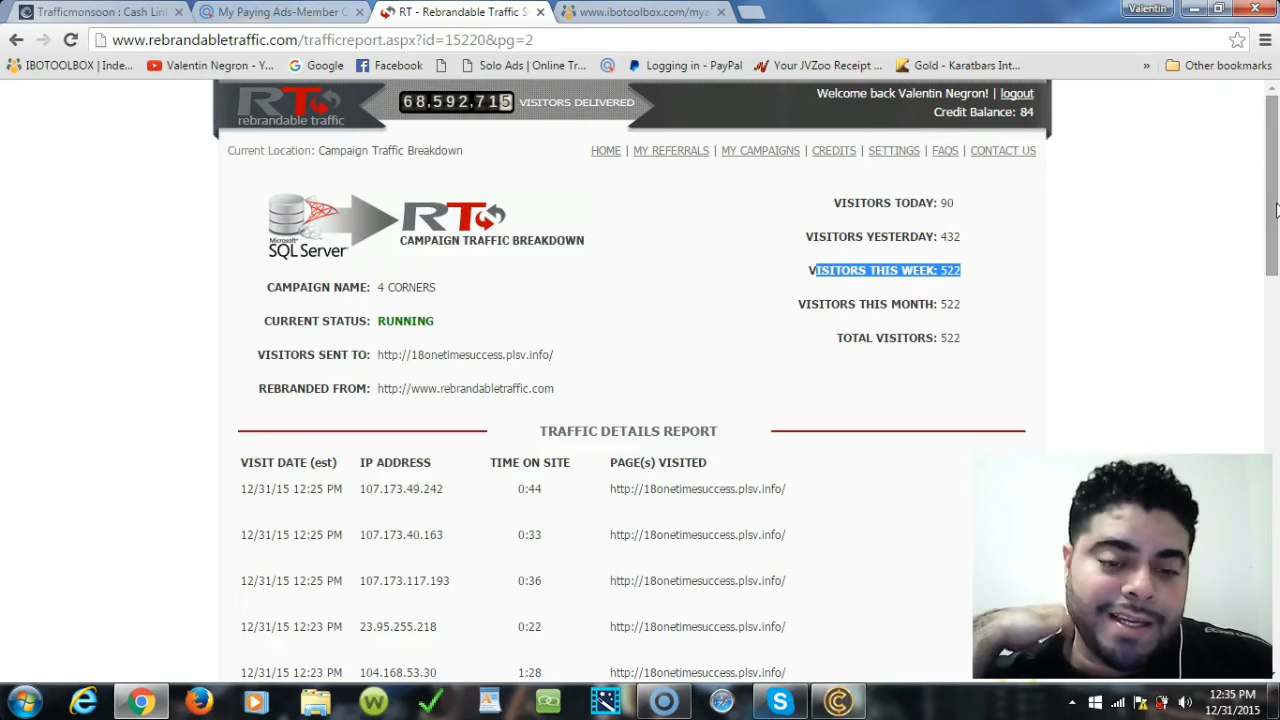 Trafficmonsoon : Cash Lin
My Paying Ads-Member C
RT - Rebrandable Traffic S
www.ibotoolbox.com/mya
Valentin
www.rebrandabletraffic.com/trafficreport.aspx?id=15220&pg=2
IBOTOOLBOX | Inde...
Valentin Negron - Yo...
Google
Facebook
Solo Ads | Online Tr...
Logging in - PayPal
Your JVZoo Receipt ...
Gold - Karatbars Int...
»
Other bookmarks
RT
rebrandable traffic
68,592,715 VISITORS DELIVERED
Welcome back Valentin Negron! | logout
Credit Balance: 84
Current Location: Campaign Traffic Breakdown
HOME | MY REFERRALS | MY CAMPAIGNS | CREDITS | SETTINGS | FAQS | CONTACT US
Microsoft
SQL Server
RT
CAMPAIGN TRAFFIC BREAKDOWN
VISITORS TODAY: 90
VISITORS YESTERDAY: 432
VISITORS THIS WEEK: 522
VISITORS THIS MONTH: 522
TOTAL VISITORS: 522
CAMPAIGN NAME: 4 CORNERS
CURRENT STATUS: RUNNING
VISITORS SENT TO: http://18onetimesuccess.plsv.info/
REBRANDED FROM: http://www.rebrandabletraffic.com
TRAFFIC DETAILS REPORT
VISIT DATE (est) IP ADDRESS TIME ON SITE PAGE(s) VISITED
12/31/15 12:25 PM 107.173.49.242 0:44 http://18onetimesuccess.plsv.info/
12/31/15 12:25 PM 107.173.40.163 0:33 http://18onetimesuccess.plsv.info/
12/31/15 12:25 PM 107.173.117.193 0:36 http://18onetimesuccess.plsv.info/
12/31/15 12:23 PM 23.95.255.218 0:22 http://18onetimesuccess.plsv.info/
12/31/15 12:23 PM 104.168.53.30 1:28 http://18onetimesuccess.plsv.info/
12:35 PM
12/31/2015